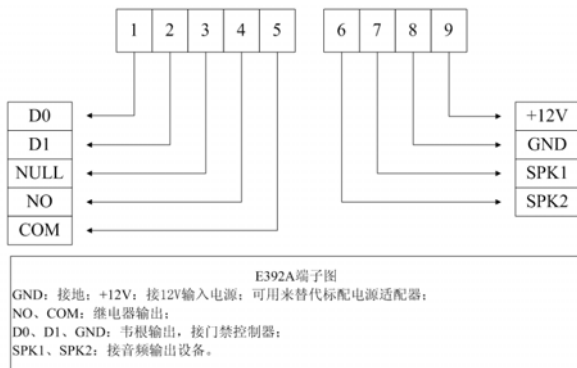 1 2 3 4 5 6 7 8 9
D0 +12V
D1 GND
NULL SPK1
NO SPK2
COM
E392A端子图
GND：接地；+12V：接12V输入电源；可用来替代标配电源适配器；
NO、COM：继电器输出；
D0、D1、GND：韦根输出，接门禁控制器；
SPK1、SPK2：接音频输出设备。